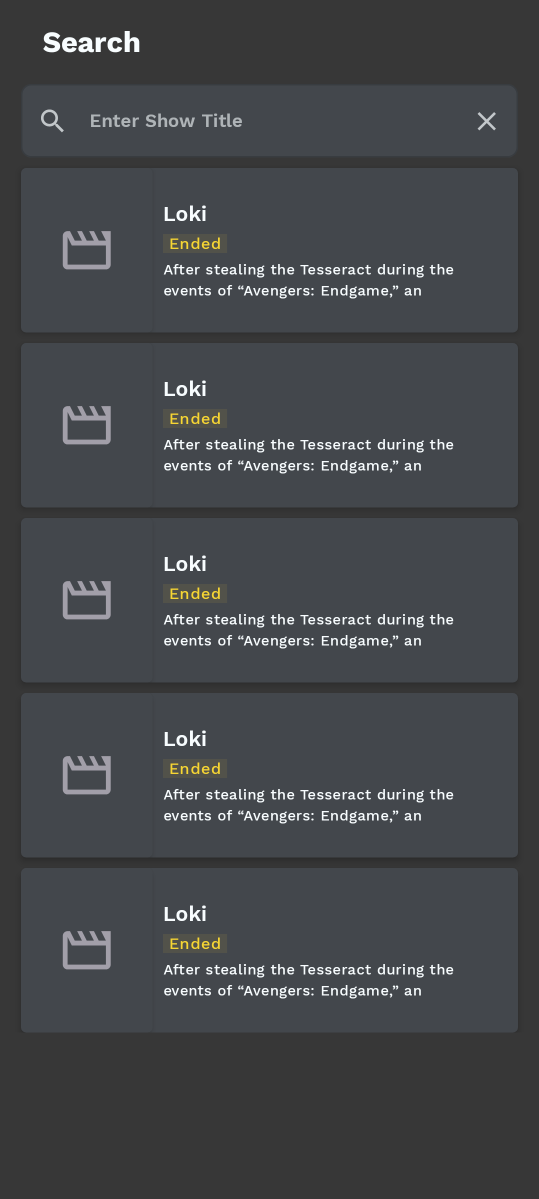 Search
Enter Show Title
Loki
Ended
After stealing the Tesseract during the
events of “Avengers: Endgame,” an
Loki
Ended
After stealing the Tesseract during the
events of “Avengers: Endgame,” an
Loki
Ended
After stealing the Tesseract during the
events of “Avengers: Endgame,” an
Loki
Ended
After stealing the Tesseract during the
events of “Avengers: Endgame,” an
Loki
Ended
After stealing the Tesseract during the
events of “Avengers: Endgame,” an